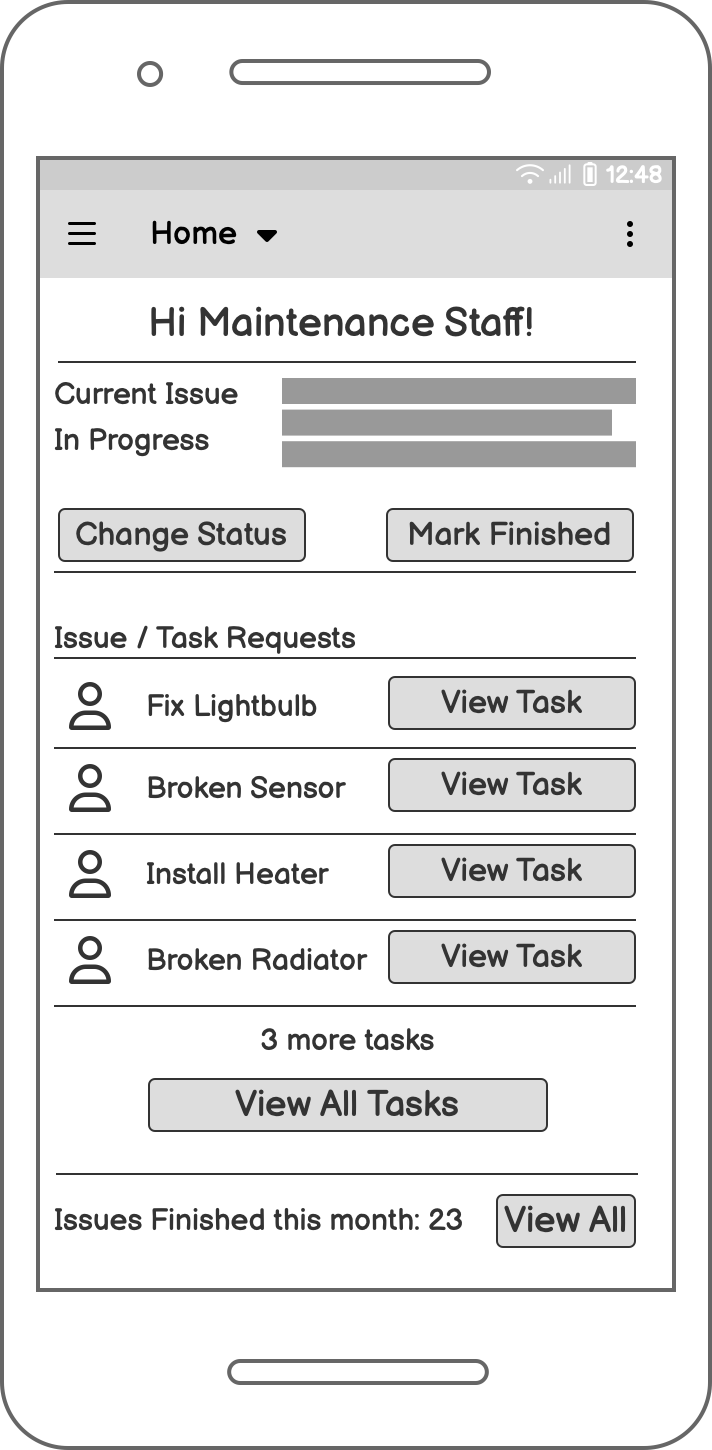 12:48
Home
Hi Maintenance Staff!
Current Issue
In Progress
Change Status
Mark Finished
Issue / Task Requests
Fix Lightbulb
View Task
Broken Sensor
View Task
Install Heater
View Task
Broken Radiator
View Task
3 more tasks
View All Tasks
Issues Finished this month: 23
View All